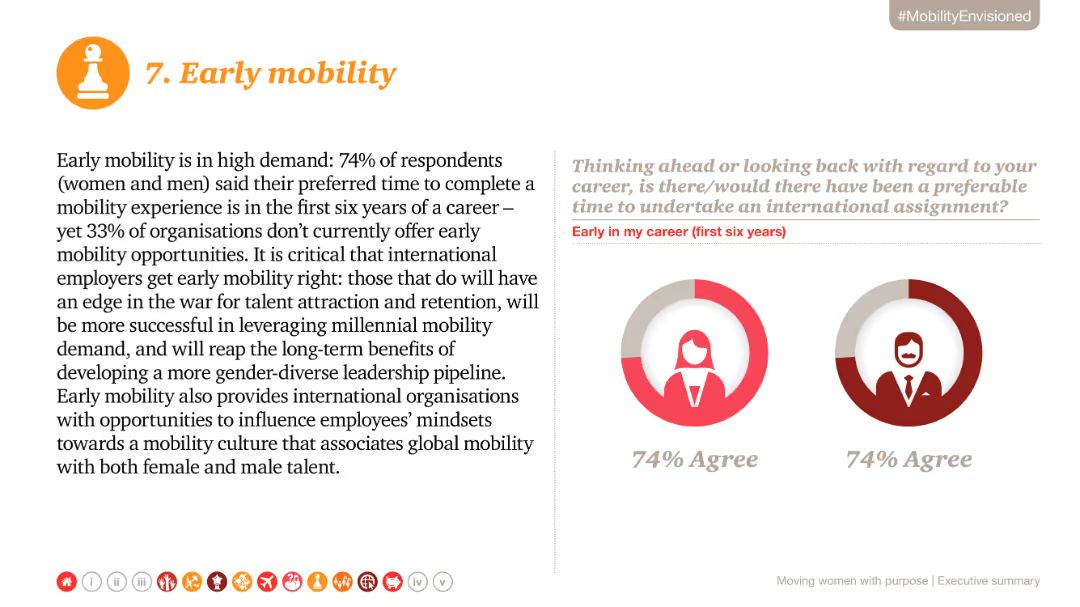 #MobilityEnvisioned
7. Early mobility
Early mobility is in high demand: 74% of respondents
(women and men) said their preferred time to complete a
mobility experience is in the first six years of a career –
yet 33% of organisations don't currently offer early
mobility opportunities. It is critical that international
employers get early mobility right: those that do will have
an edge in the war for talent attraction and retention, will
be more successful in leveraging millennial mobility
demand, and will reap the long-term benefits of
developing a more gender-diverse leadership pipeline.
Early mobility also provides international organisations
with opportunities to influence employees' mindsets
towards a mobility culture that associates global mobility
with both female and male talent.
Thinking ahead or looking back with regard to your
career, is there/would there have been a preferable
time to undertake an international assignment?
Early in my career (first six years)
74% Agree
74% Agree
i ii iii iv v
Moving women with purpose | Executive summary